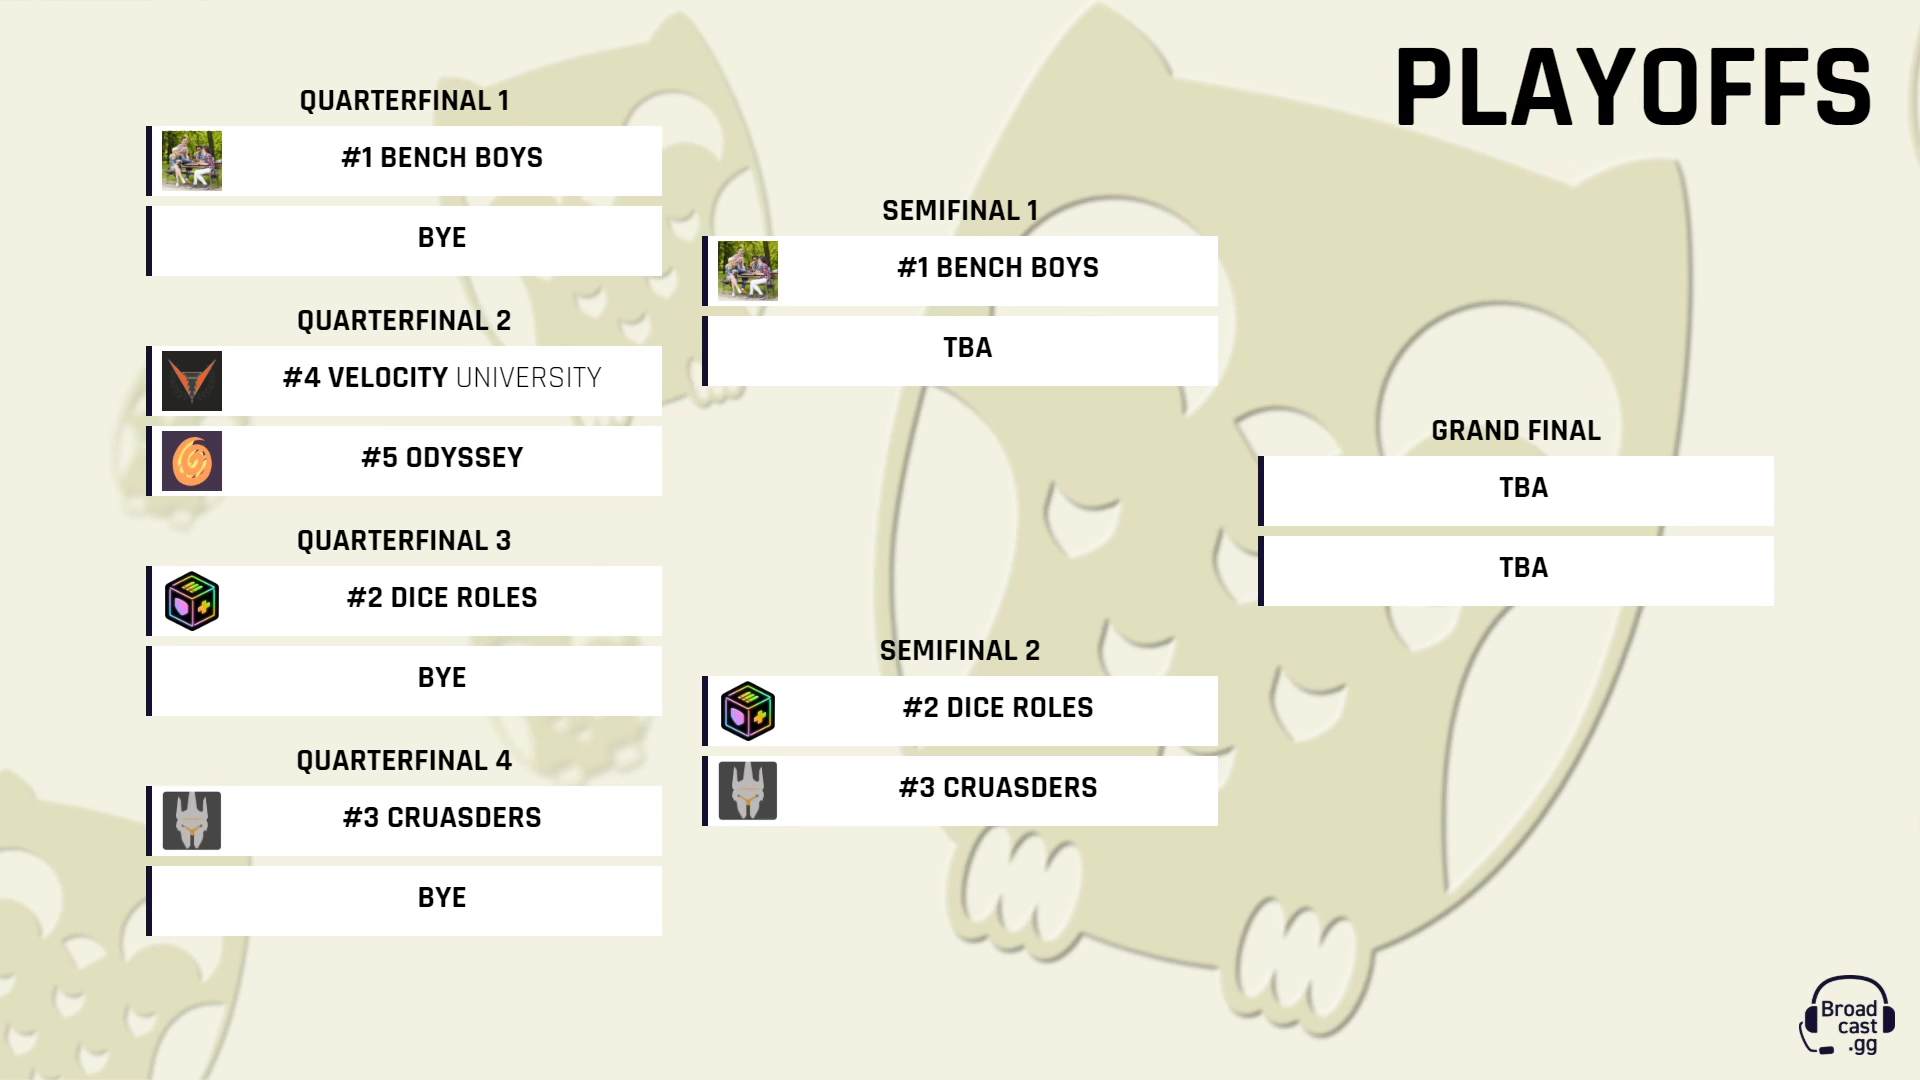 PLAYOFFS
QUARTERFINAL 1
#1 BENCH BOYS
BYE
QUARTERFINAL 2
#4 VELOCITY UNIVERSITY
#5 ODYSSEY
QUARTERFINAL 3
#2 DICE ROLES
BYE
QUARTERFINAL 4
#3 CRUASDERS
BYE
SEMIFINAL 1
#1 BENCH BOYS
TBA
SEMIFINAL 2
#2 DICE ROLES
#3 CRUASDERS
GRAND FINAL
TBA
TBA
Broad
cast
.gg